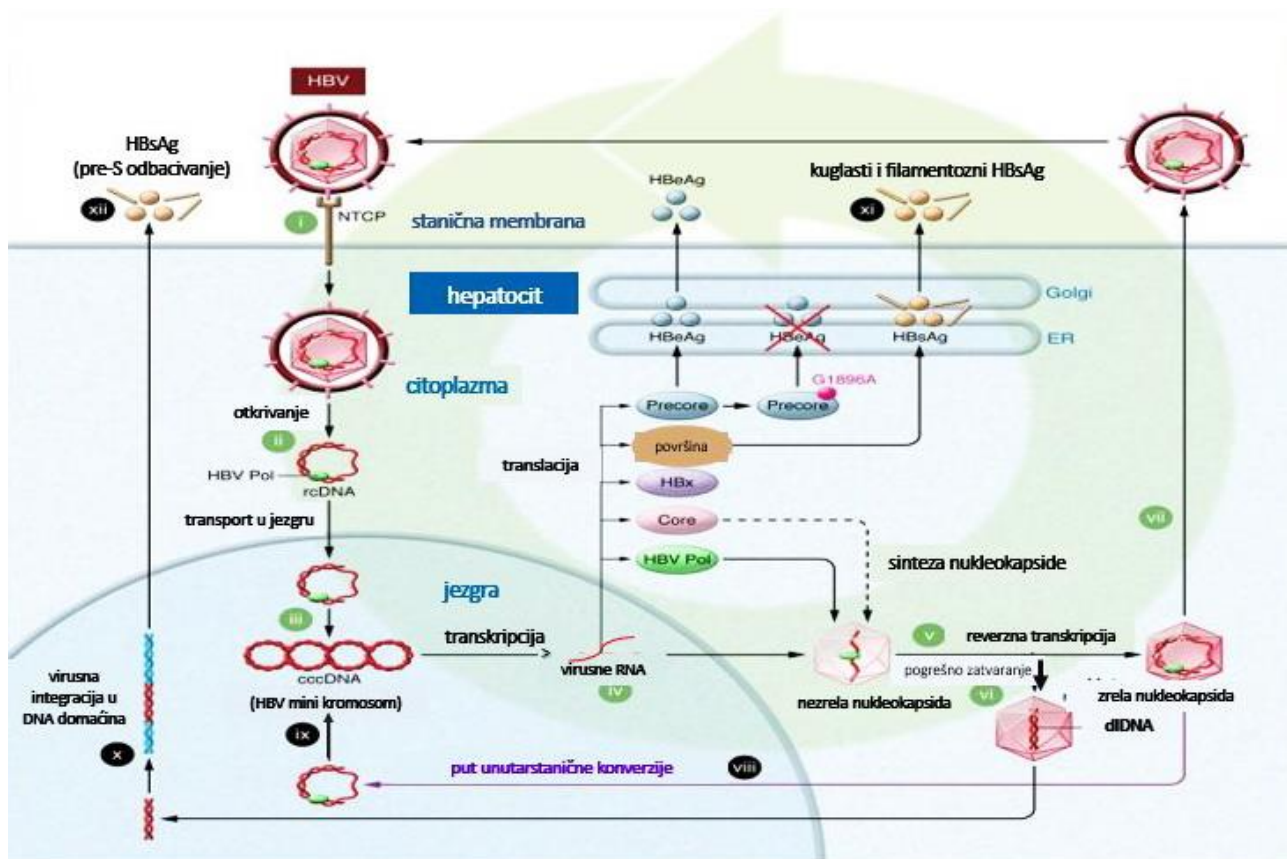 HBV
HBsAg
(pre-S odbacivanje)
xii
i
NTCP
stanična membrana
HBeAg
kuglasti i filamentozni HBsAg
xi
hepatocit
Golgi
HBeAg
HBeAg
HBsAg
ER
G1896A
citoplazma
otkrivanje
ii
HBV Pol
rcDNA
transport u jezgru
translacija
Precore
Precore
površina
HBx
Core
HBV Pol
sinteza nukleokapside
vii
jezgra
iii
cccDNA
(HBV mini kromosom)
transkripcija
>
virusne RNA
iv
v
reverzna transkripcija
pogrešno zatvaranje
vi
nezrela nukleokapsida
zrela nukleokapsida
dlDNA
virusna
integracija u
DNA domaćina
x
ix
put unutarstanične konverzije
viii